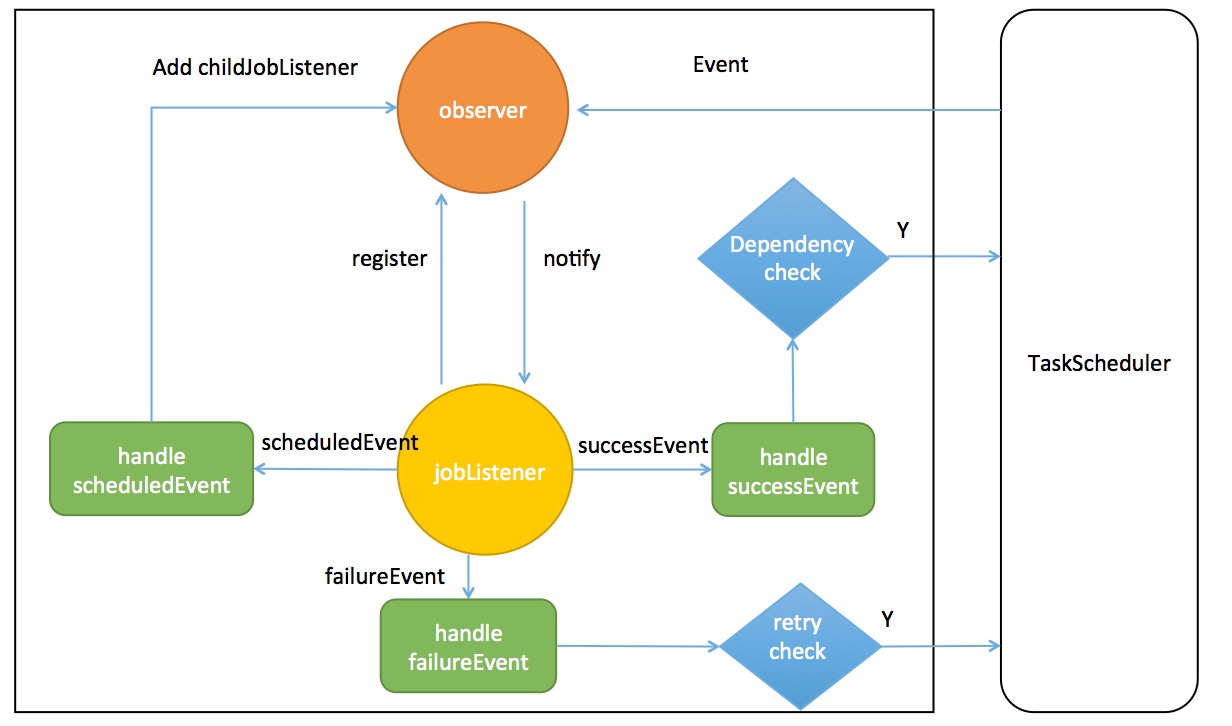 Add childJobListener
Event
observer
Dependency
check
Y
register
notify
TaskScheduler
handle
scheduledEvent
scheduledEvent
jobListener
successEvent
handle
successEvent
failureEvent
handle
failureEvent
retry
check
Y